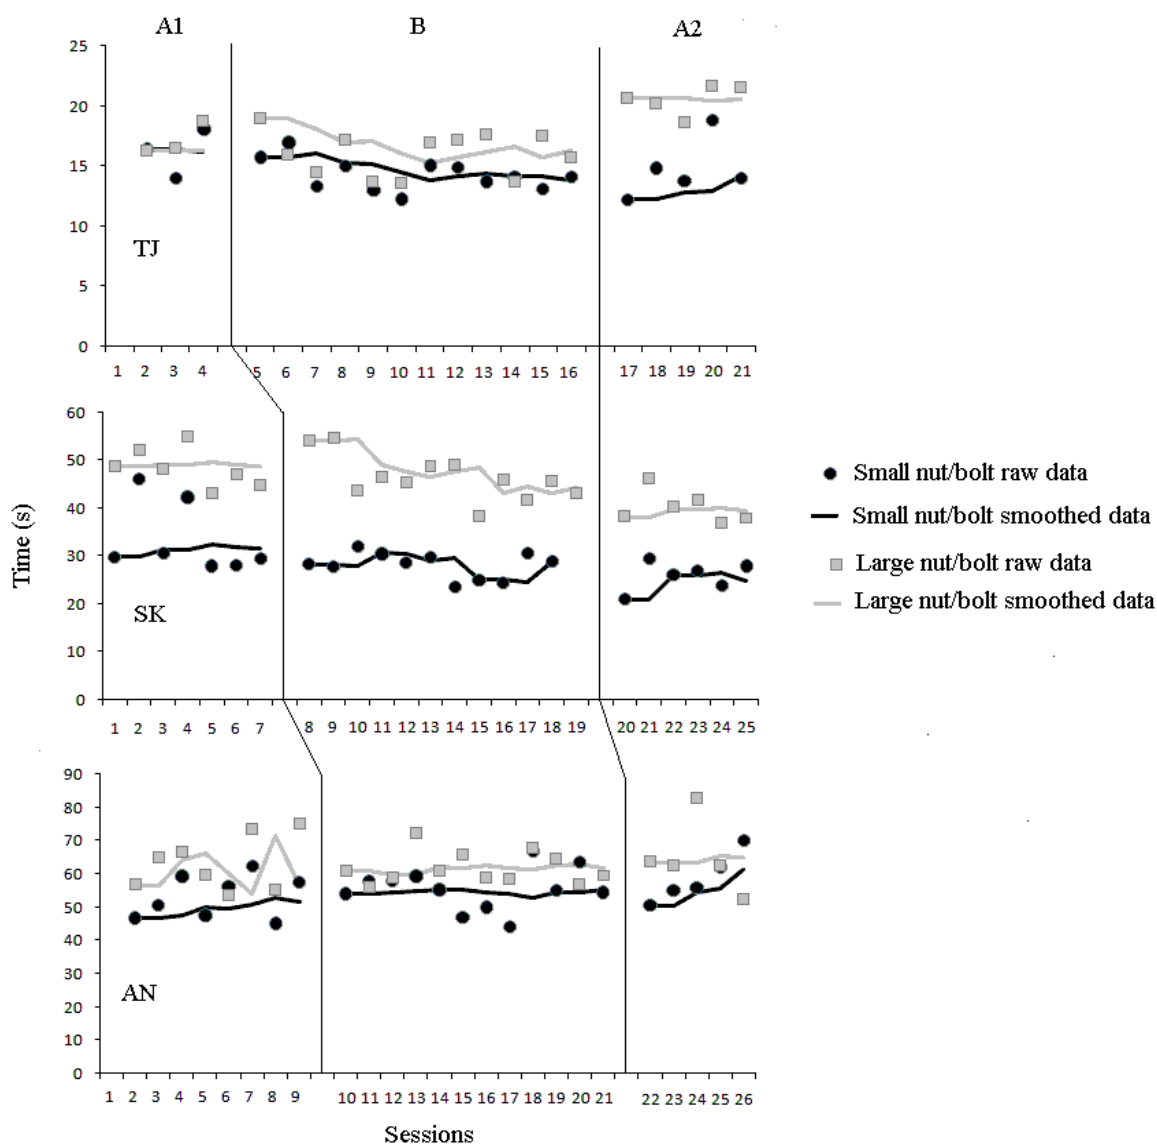 A1 B A2
25
20
15
10
5
0
TJ
1 2 3 4 5 6 7 8 9 10 11 12 13 14 15 16 17 18 19 20 21
60
50
40
30
20
10
0
Time (s)
SK
1 2 3 4 5 6 7 8 9 10 11 12 13 14 15 16 17 18 19 20 21 22 23 24 25
Small nut/bolt raw data
Small nut/bolt smoothed data
Large nut/bolt raw data
Large nut/bolt smoothed data
90
80
70
60
50
40
30
20
10
0
AN
1 2 3 4 5 6 7 8 9 10 11 12 13 14 15 16 17 18 19 20 21 22 23 24 25 26
Sessions